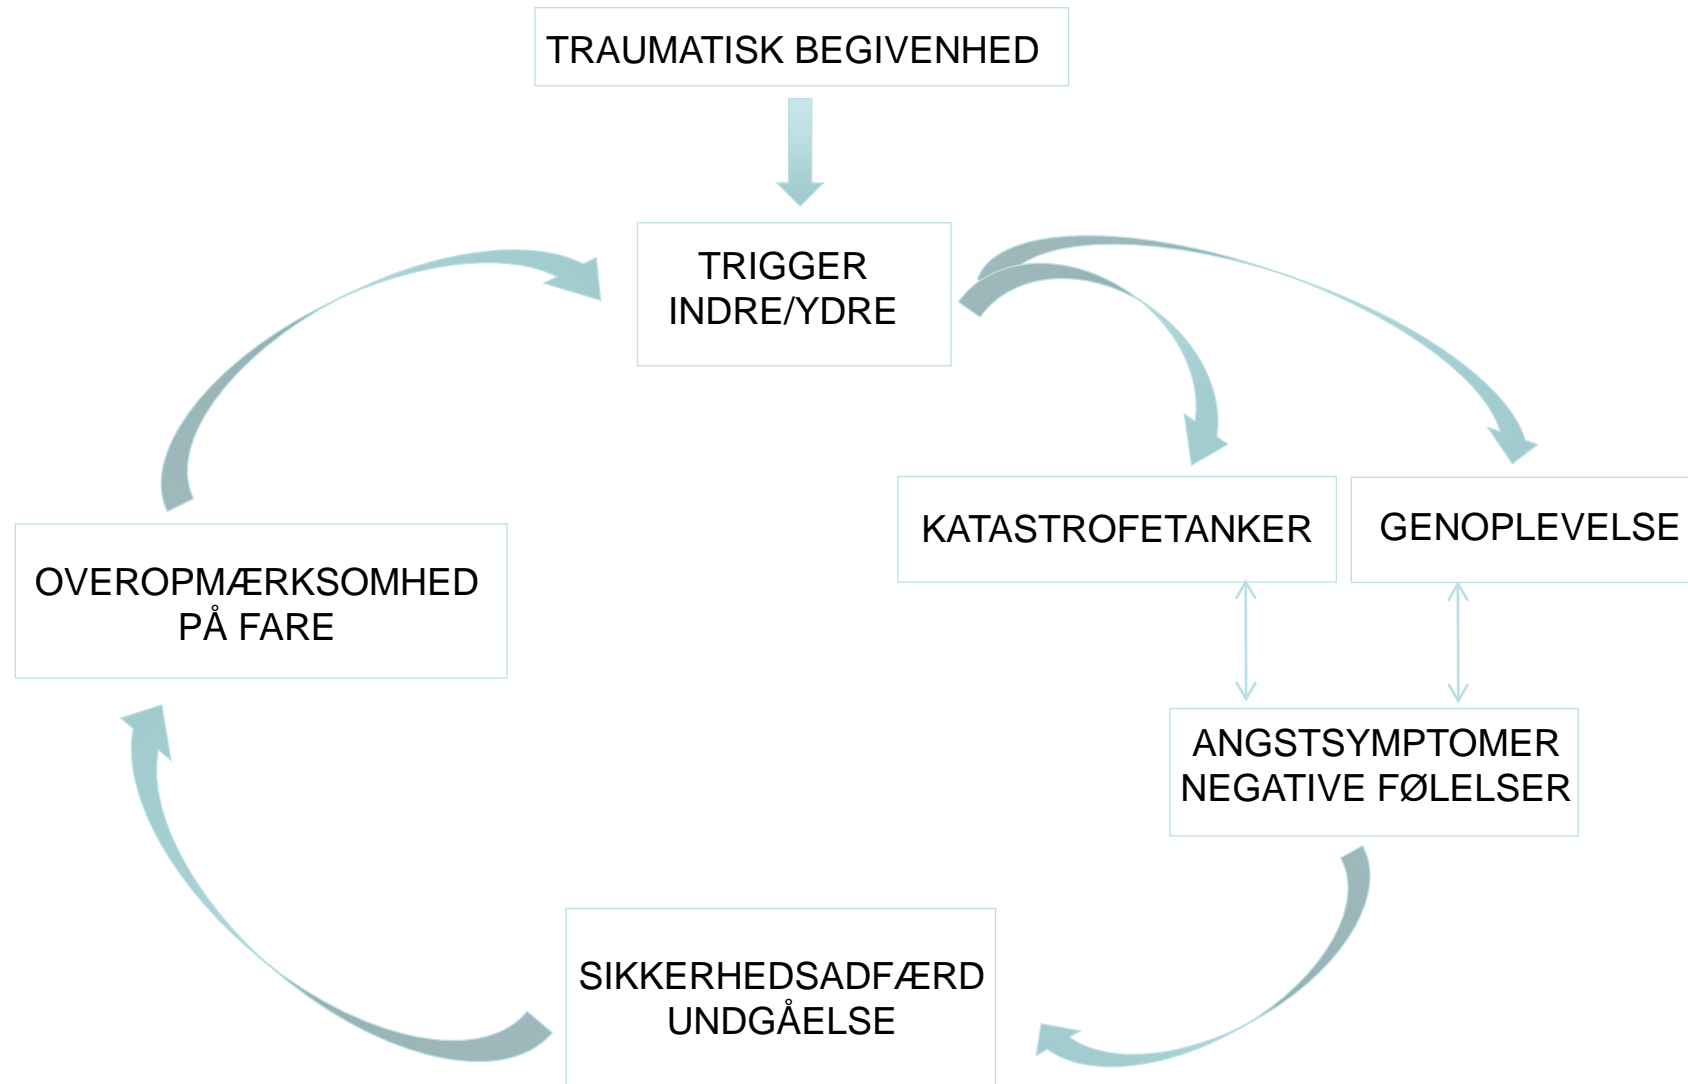 TRAUMATISK BEGIVENHED
TRIGGER
INDRE/YDRE
KATASTROFETANKER
GENOPLEVELSE
OVEROPMÆRKSOMHED
PÅ FARE
ANGSTSYMPTOMER
NEGATIVE FØLELSER
SIKKERHEDSADFÆRD
UNDGÅELSE